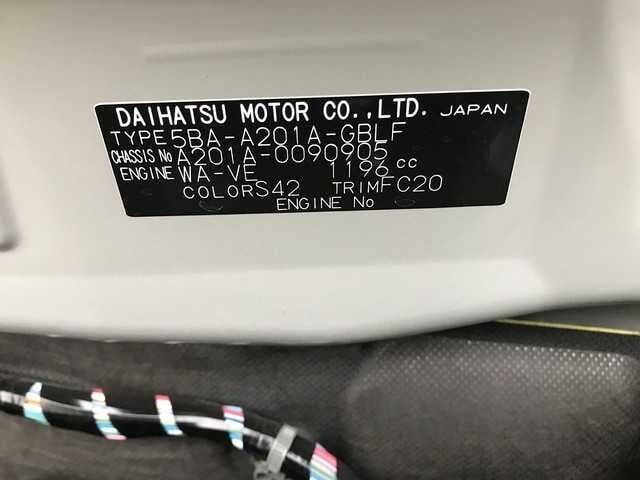 DAIHATSU MOTOR CO.,LTD. JAPAN
TYPE 5BA-A201A-GBLF
CHASSIS No A201A-0090905
ENGINE WA-VE 1196 cc
COLOR S42 TRIM FC20
ENGINE No